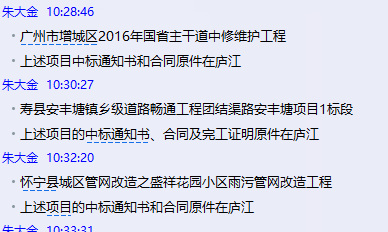 朱大金 10:28:46
• 广州市增城区2016年国省主干道中修维护工程
• 上述项目中标通知书和合同原件在庐江
朱大金 10:30:27
• 寿县安丰塘镇乡级道路畅通工程团结渠路安丰塘项目1标段
• 上述项目的中标通知书、合同及完工证明原件在庐江
朱大金 10:32:20
• 怀宁县城区管网改造之盛祥花园小区雨污管网改造工程
• 上述项目的中标通知书和合同原件在庐江
朱大金 10:33:31